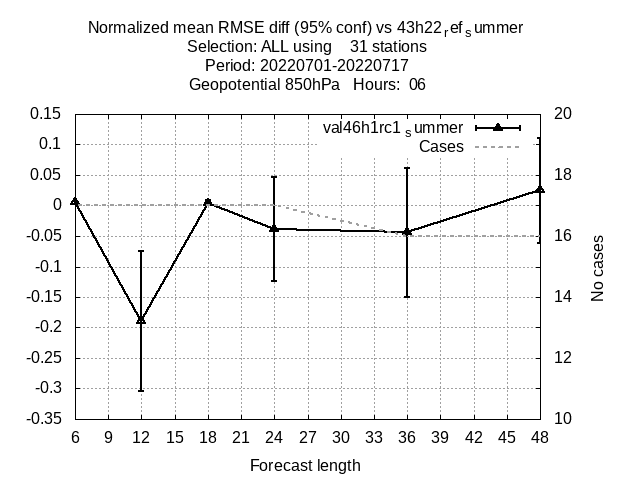 Normalized mean RMSE diff (95% conf) vs 43h22refsummer
Selection: ALL using 31 stations
Period: 20220701-20220717
Geopotential 850hPa Hours: 06
val46h1rc1summer
Cases
0.15
0.1
0.05
0
-0.05
-0.1
-0.15
-0.2
-0.25
-0.3
-0.35
20
18
16
14
12
10
No cases
6 9 12 15 18 21 24 27 30 33 36 39 42 45 48
Forecast length